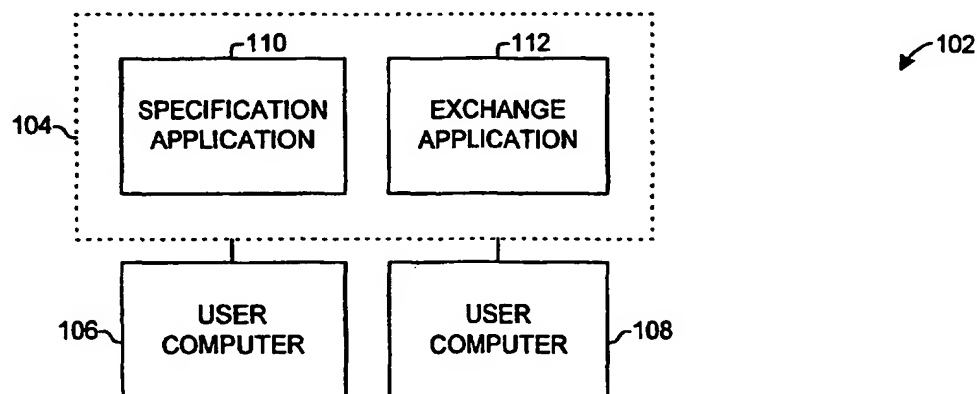 110
112
102
SPECIFICATION
APPLICATION
EXCHANGE
APPLICATION
104
USER
COMPUTER
USER
COMPUTER
106
108